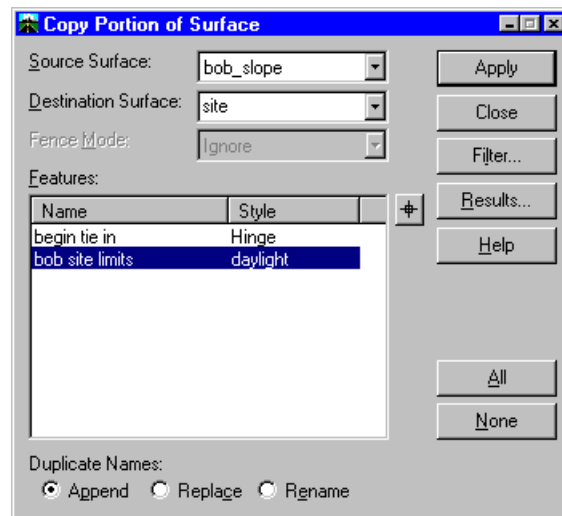 Copy Portion of Surface
Source Surface: bob_slope
Destination Surface: site
Fence Mode: Ignore
Features:
Name Style
begin tie in Hinge
bob site limits daylight
Apply
Close
Filter...
Results...
Help
All
None
Duplicate Names:
Append Replace Rename